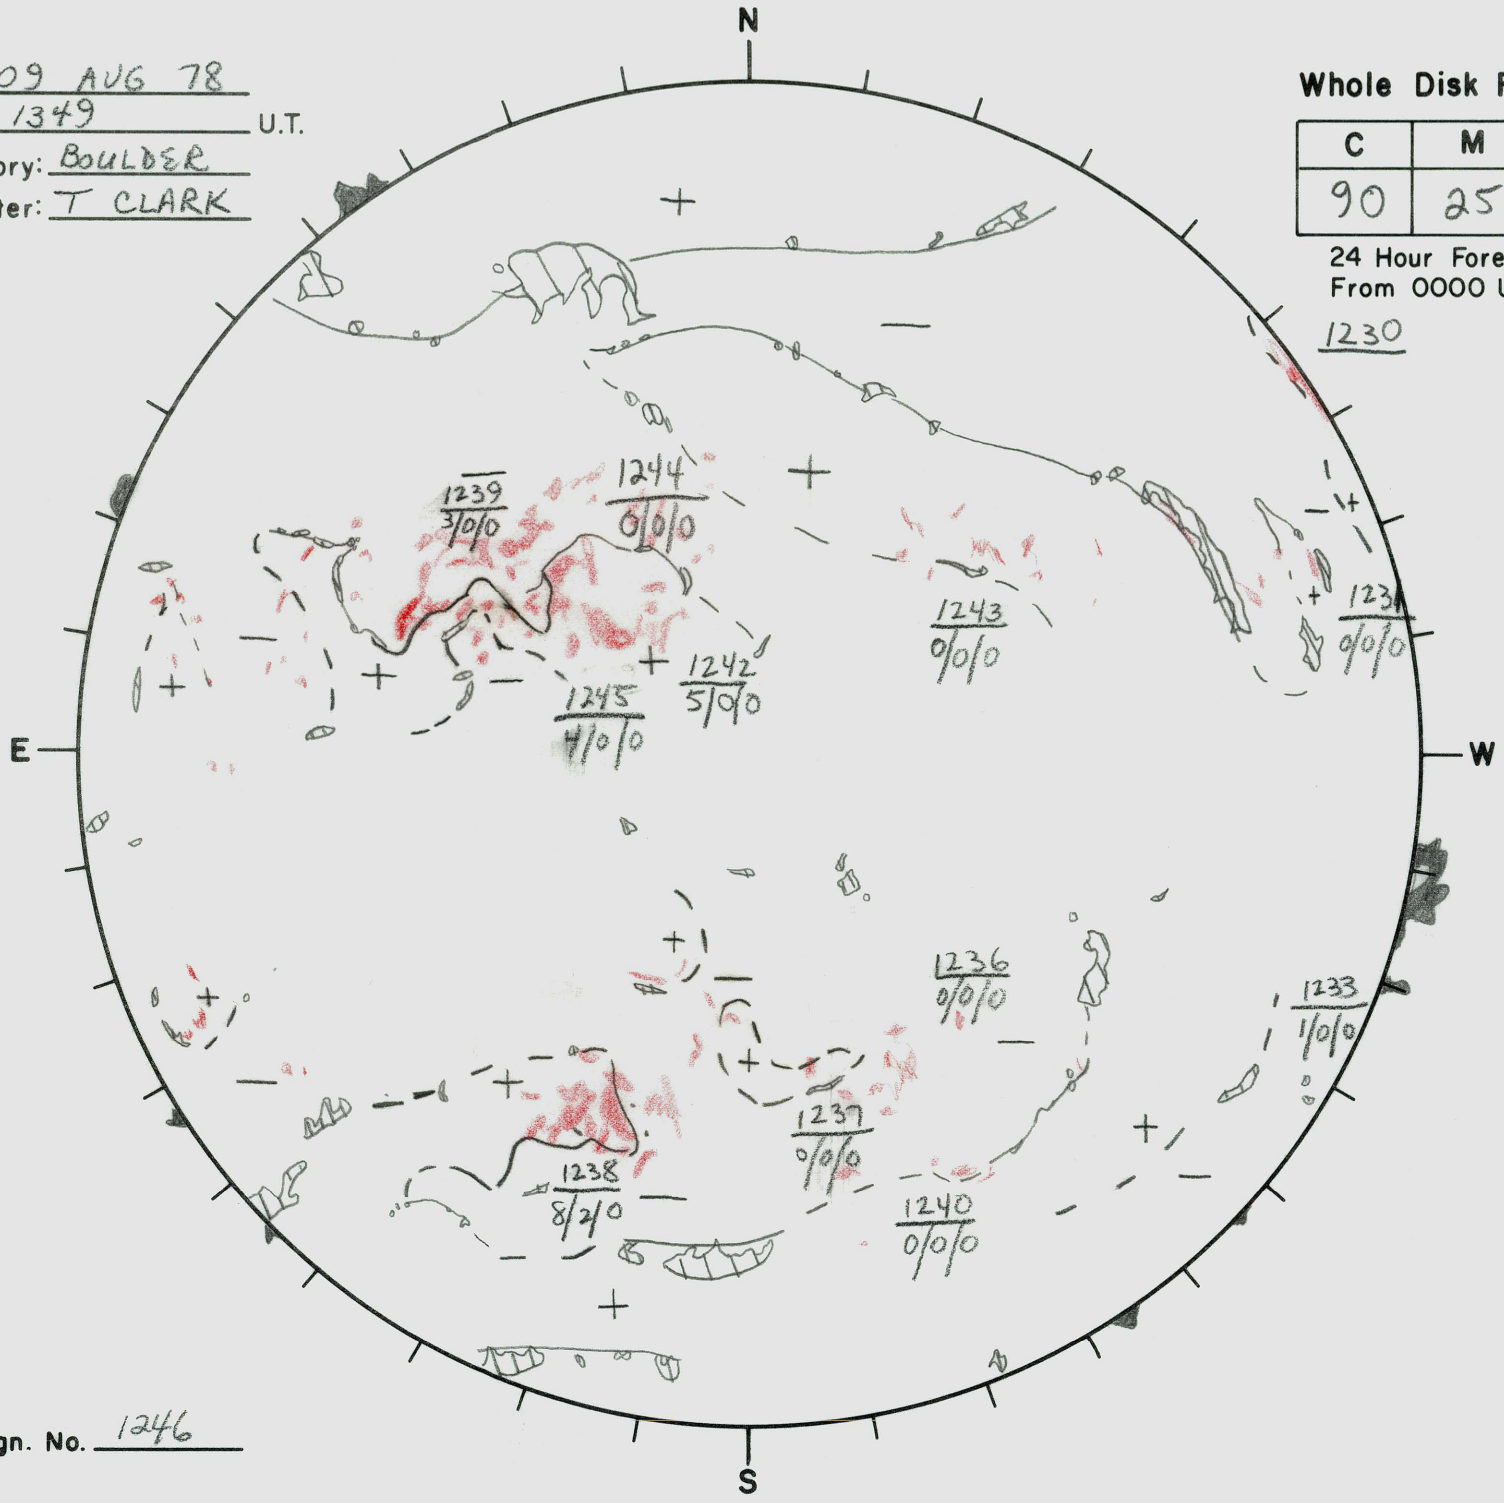 N
09 AUG 78
1349 U.T.
ory: BOULDER
ter: T CLARK
Whole Disk F
C M
90 25
24 Hour Fore
From 0000 U
1230
1239
3/0/0
1244
0/0/0
1243
0/0/0
1231
0/0/0
1242
5/0/0
1245
4/0/0
E
W
1236
0/0/0
1233
1/0/0
1237
0/0/0
1238
8/2/0
1240
0/0/0
gn. No. 1246
S